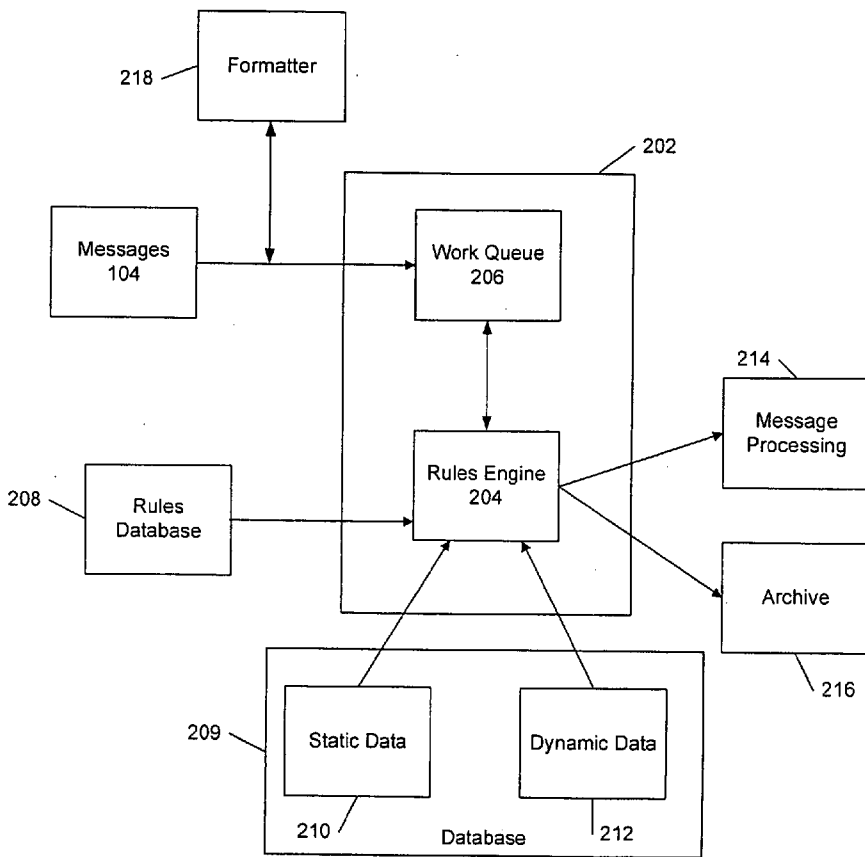 Formatter
218
202
Messages
104
Work Queue
206
214
Message
Processing
Rules Engine
204
208
Rules
Database
Archive
216
209
Static Data
Dynamic Data
210
212
Database